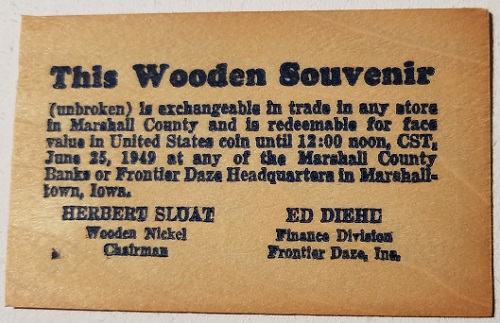 This Wooden Souvenir
(unbroken) is exchangeable in trade in any store
in Marshall County and is redeemable for face
value in United States coin until 12:00 noon, CST,
June 25, 1949 at any of the Marshall County
Banks or Frontier Daze Headquarters in Marshall-
town, Iowa.
HERBERT SLOAT
Wooden Nickel
Chairman
ED DIEHL
Finance Division
Frontier Daze, Inc.